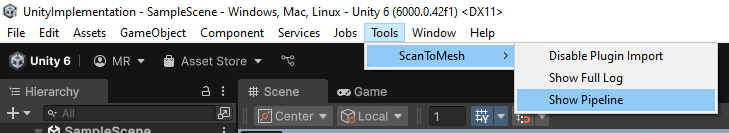 UnityImplementation - SampleScene - Windows, Mac, Linux - Unity 6 (6000.0.42f1) <DX11>
File Edit Assets GameObject Component Services Jobs Tools Window Help
ScanToMesh
Disable Plugin Import
Show Full Log
Show Pipeline
Unity 6 MR Asset Store
Hierarchy
All
SampleScene
Scene Game
Center Local 1